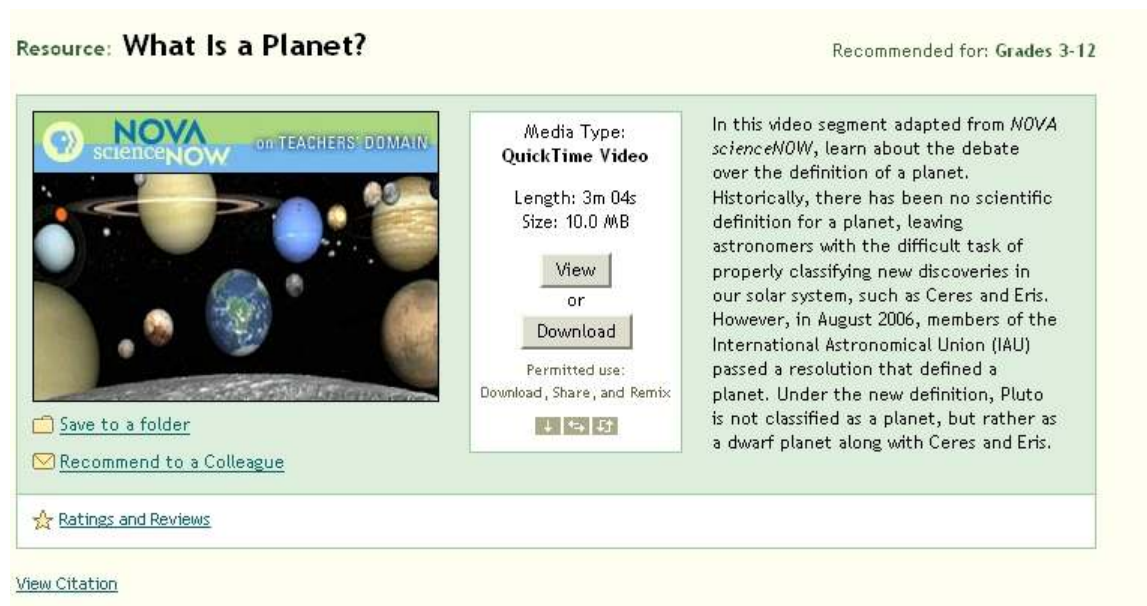 Resource: What Is a Planet?
Recommended for: Grades 3-12
NOVA
scienceNOW
on TEACHERS' DOMAIN
Save to a folder
Recommend to a Colleague
Media Type:
QuickTime Video
Length: 3m 04s
Size: 10.0 MB
View
or
Download
Permitted use:
Download, Share, and Remix
In this video segment adapted from NOVA
scienceNOW, learn about the debate
over the definition of a planet.
Historically, there has been no scientific
definition for a planet, leaving
astronomers with the difficult task of
properly classifying new discoveries in
our solar system, such as Ceres and Eris.
However, in August 2006, members of the
International Astronomical Union (IAU)
passed a resolution that defined a
planet. Under the new definition, Pluto
is not classified as a planet, but rather as
a dwarf planet along with Ceres and Eris.
Ratings and Reviews
View Citation